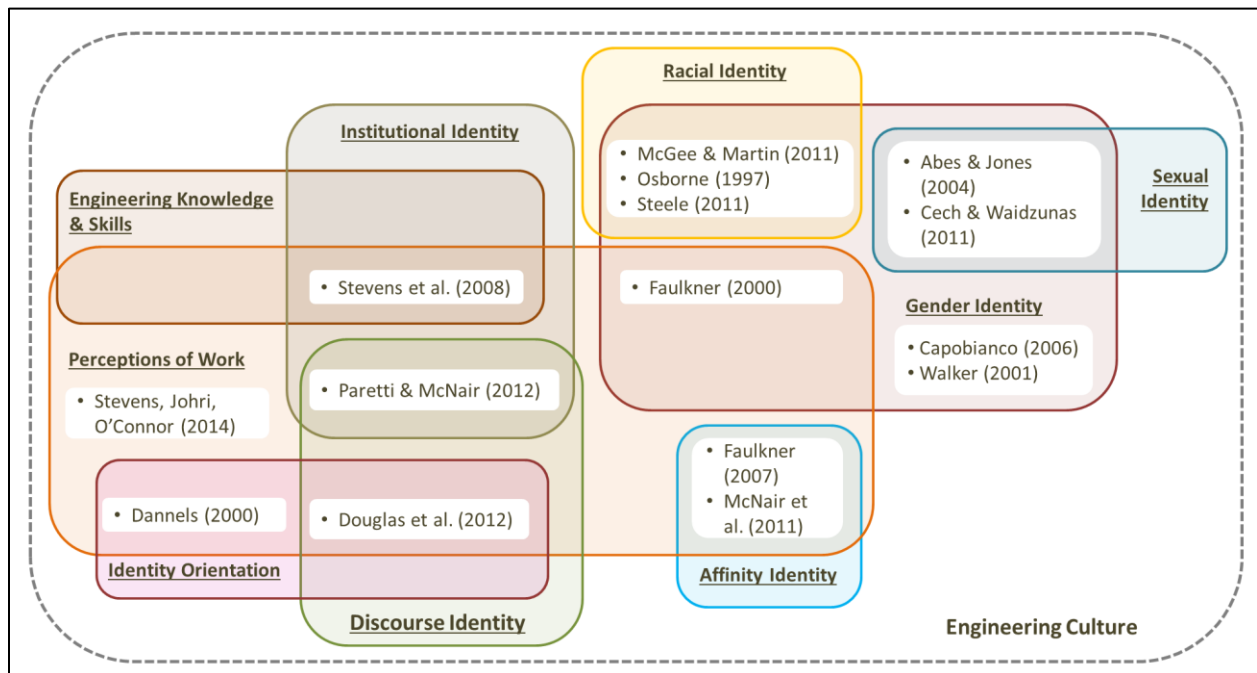 Racial Identity
Institutional Identity
• McGee & Martin (2011)
• Osborne (1997)
• Steele (2011)
• Abes & Jones
(2004)
• Cech & Waidzunas
(2011)
Sexual
Identity
Engineering Knowledge
& Skills
• Stevens et al. (2008)
• Faulkner (2000)
Gender Identity
• Capobianco (2006)
• Walker (2001)
Perceptions of Work
• Stevens, Johri,
O’Connor (2014)
• Paretti & McNair (2012)
• Faulkner
(2007)
• McNair et
al. (2011)
• Dannels (2000)
• Douglas et al. (2012)
Identity Orientation
Affinity Identity
Discourse Identity
Engineering Culture